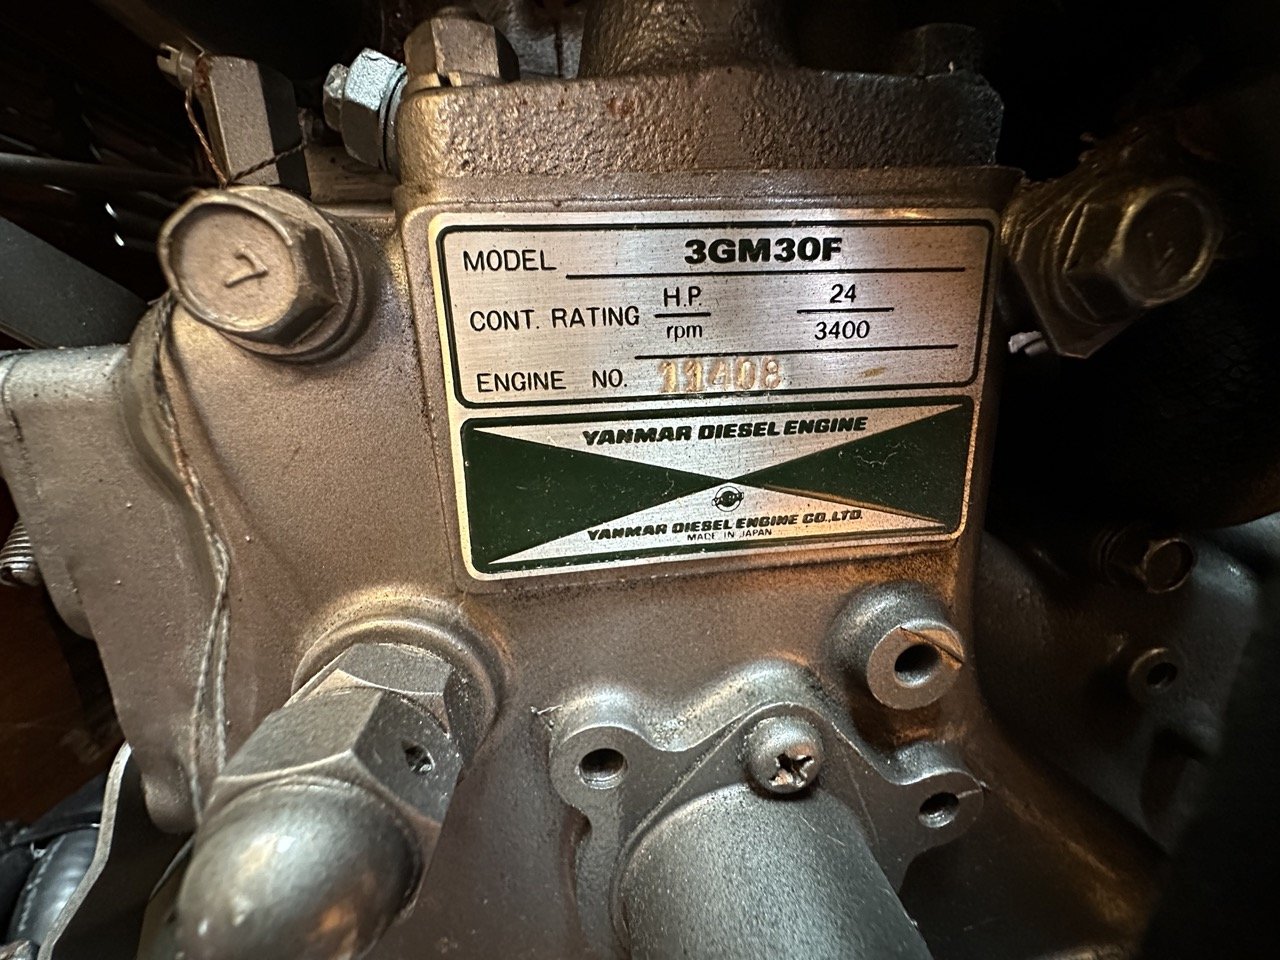 MODEL 3GM30F
CONT. RATING H.P. 24
rpm 3400
ENGINE NO. 11408
YANMAR DIESEL ENGINE
YANMAR DIESEL ENGINE CO.,LTD.
MADE IN JAPAN
7